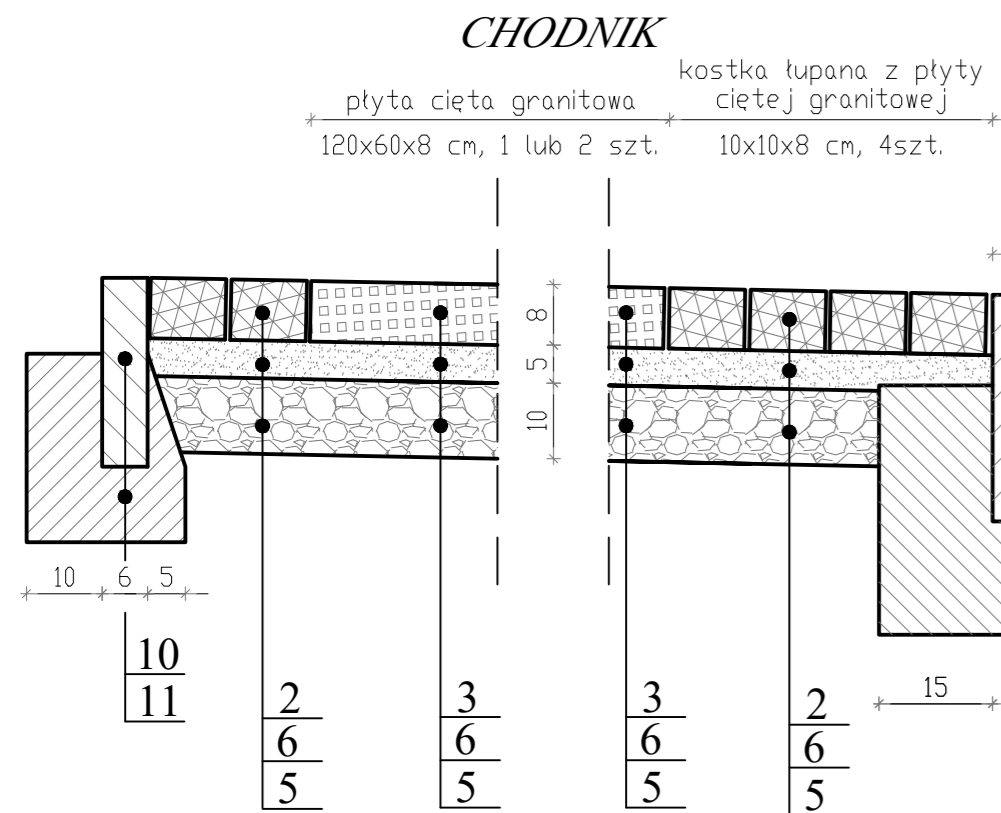 CHODNIK
płyta cięta granitowa
120x60x8 cm, 1 lub 2 szt.
kostka łupana z płyty
ciętej granitowej
10x10x8 cm, 4szt.
8
5
10
10 6 5
15
10
11
2
6
5
3
6
5
3
6
5
2
6
5